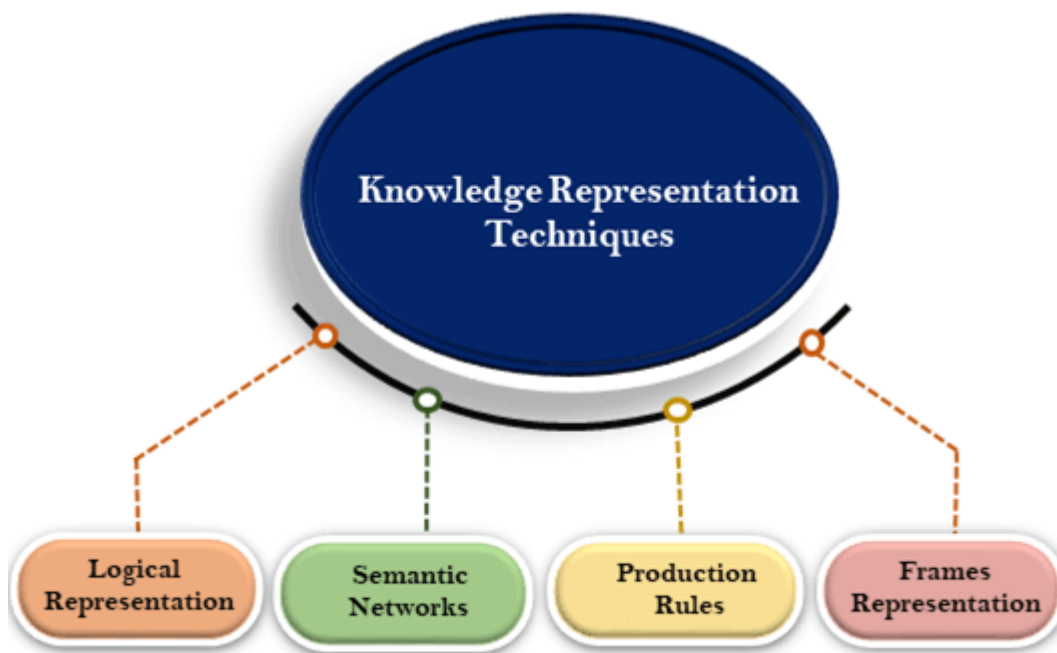 Knowledge Representation
Techniques
Logical
Representation
Semantic
Networks
Production
Rules
Frames
Representation